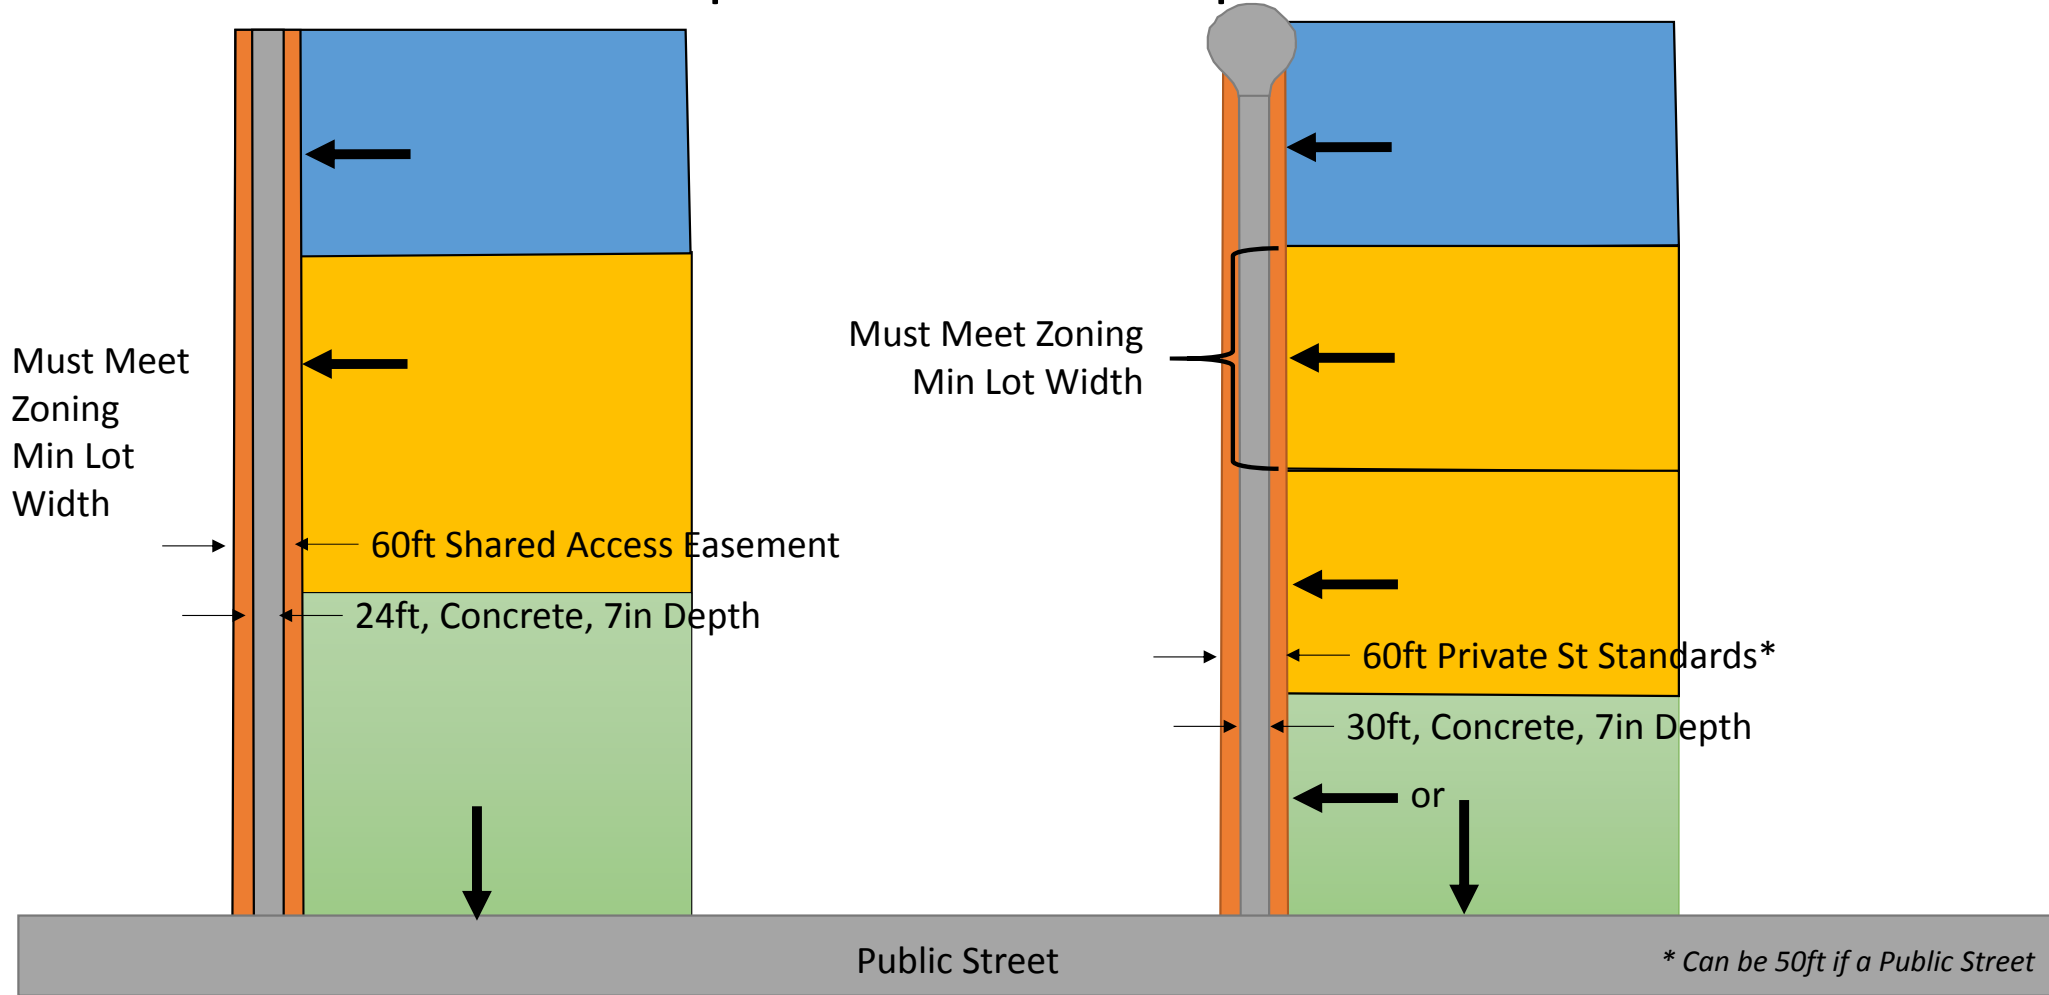 Must Meet
Zoning
Min Lot
Width
60ft Shared Access Easement
24ft, Concrete, 7in Depth
Must Meet Zoning
Min Lot Width
60ft Private St Standards*
30ft, Concrete, 7in Depth
or
Public Street
* Can be 50ft if a Public Street